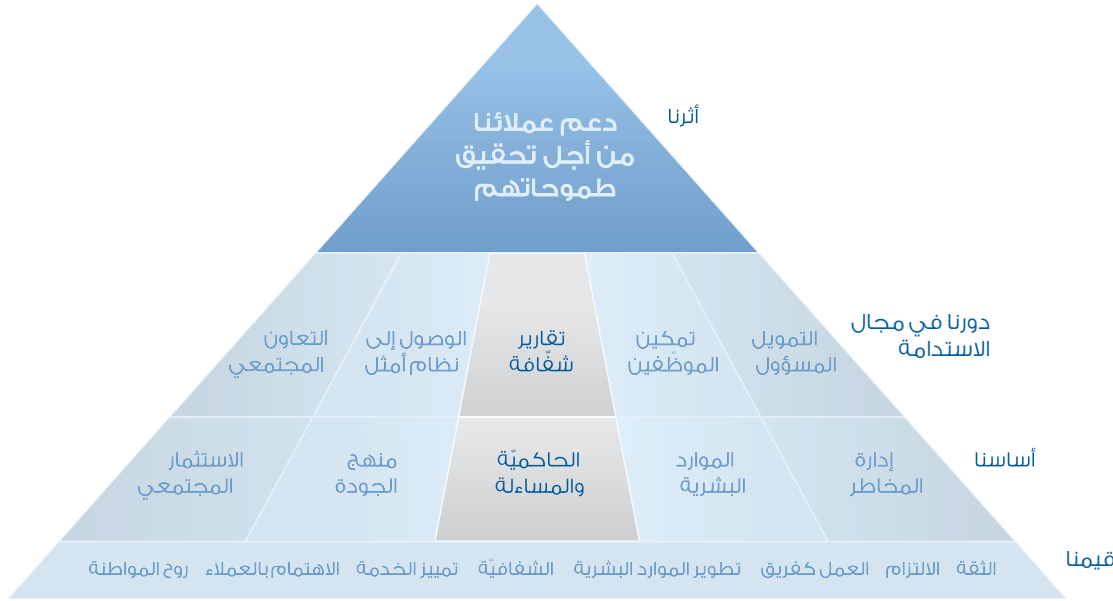 أثرنا
دعم عملائنا
من أجل تحقيق
طموحاتهم
دورنا في مجال
الاستدامة
التمويل
المسؤول
تمكين
الموظّفين
تقارير
شفّافة
الوصول إلى
نظام أمثل
التعاون
المجتمعي
أساسنا
إدارة
المخاطر
الموارد
البشرية
الحاكميّة
والمساءلة
منهج
الجودة
الاستثمار
المجتمعي
قيمنا
الثقة الالتزام العمل كفريق تطوير الموارد البشرية الشفافيّة تمييز الخدمة الاهتمام بالعملاء روح المواطنة